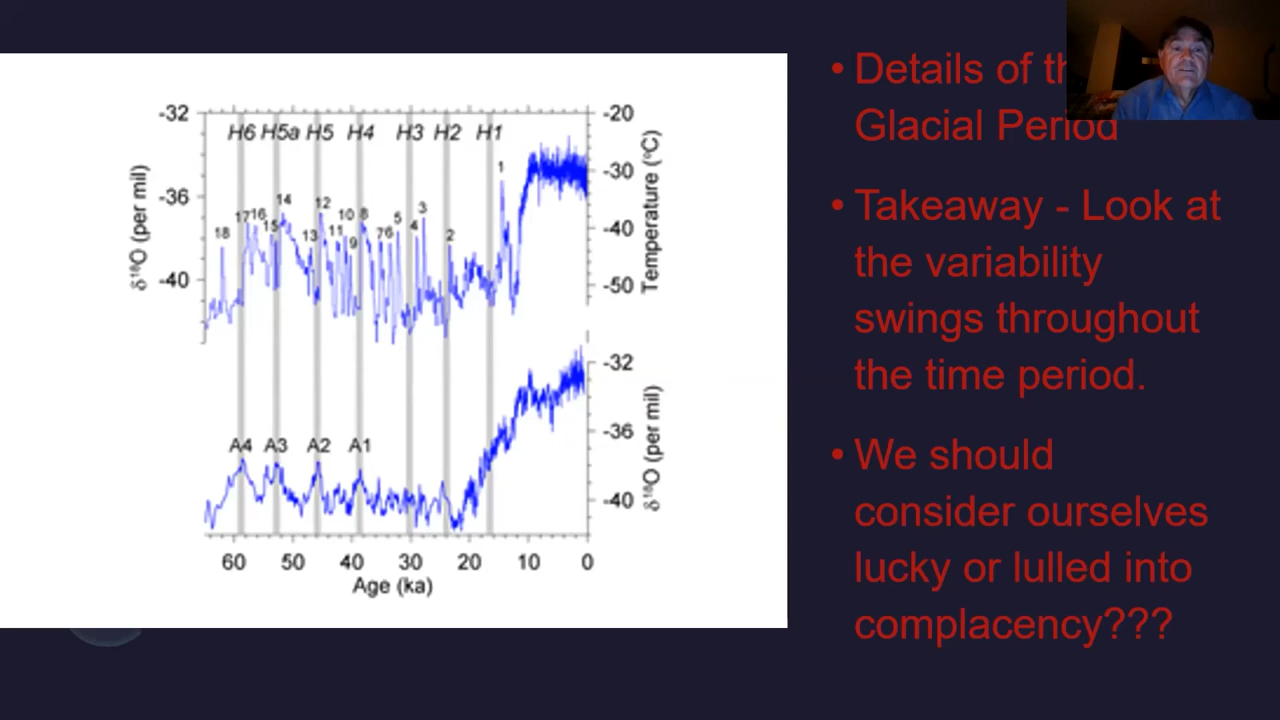 -32
-20
H6 H5a H5 H4 H3 H2 H1
1
-30
-36
14
12
17 16
10 8
3
5
-40
18
15
13
11
9
7 6
4
2
-40
-50
δ¹⁸O (per mil)
Temperature (°C)
-32
-36
A4 A3 A2 A1
-40
δ¹⁸O (per mil)
60 50 40 30 20 10 0
Age (ka)
• Details of
Glacial Period
• Takeaway - Look at
the variability
swings throughout
the time period.
• We should
consider ourselves
lucky or lulled into
complacency???